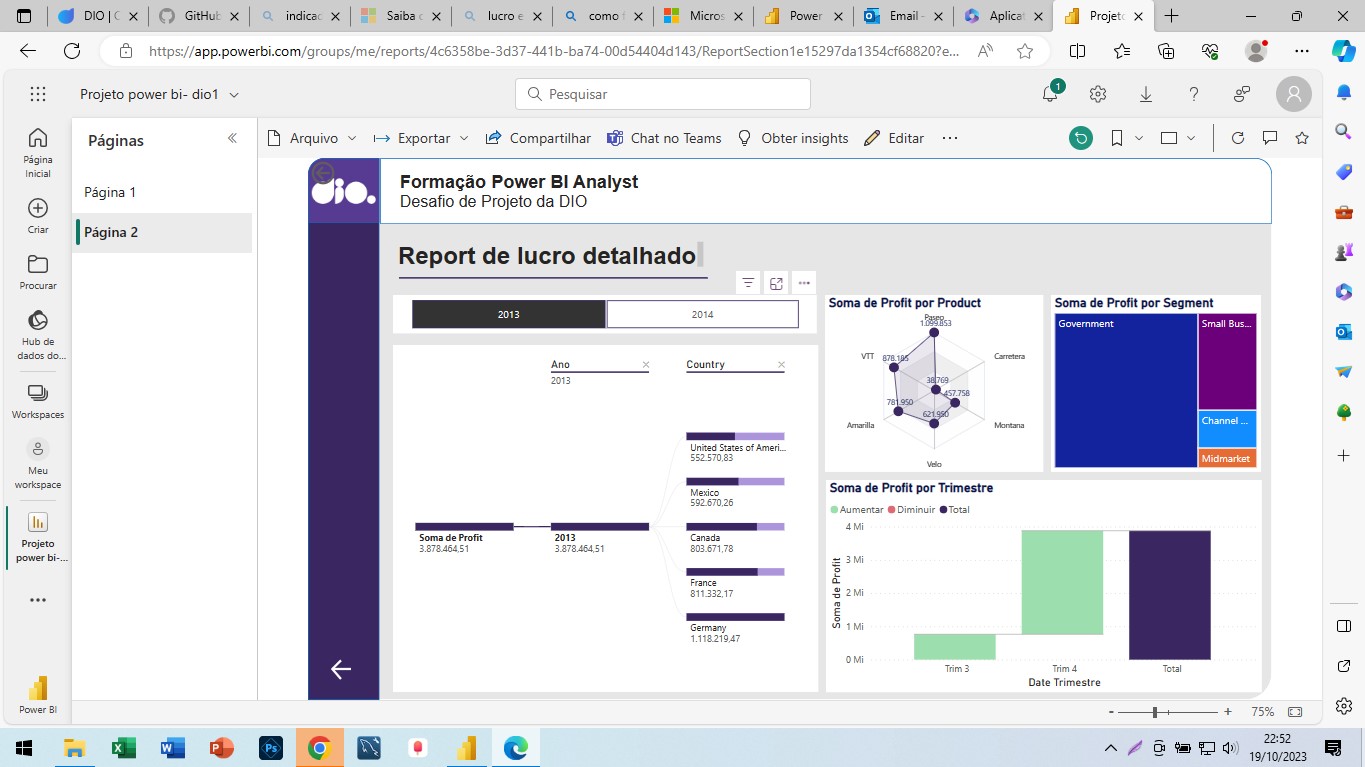 DIO | C
GitHub
indicac
Saiba c
lucro e
como f
Micros
Power
Email -
Aplicat
Projeto
https://app.powerbi.com/groups/me/reports/4c6358be-3d37-441b-ba74-00d54404d143/ReportSection1e15297da1354cf68820?e...
Projeto power bi- dio1
Pesquisar
1
Página Inicial
Criar
Procurar
Hub de dados do...
Workspaces
Meu workspace
Projeto power bi-...
Power BI
Páginas
Página 1
Página 2
Arquivo
Exportar
Compartilhar
Chat no Teams
Obter insights
Editar
dio.
Formação Power BI Analyst
Desafio de Projeto da DIO
Report de lucro detalhado
2013
2014
Ano
2013
Country
United States of Ameri...
552.570,83
Mexico
592.670,26
Soma de Profit
3.878.464,51
2013
3.878.464,51
Canada
803.671,78
France
811.332,17
Germany
1.118.219,47
Soma de Profit por Product
Paseo
1.099.853
VTT
878.185
Carretera
38.769
457.758
781.950
621.950
Amarilla
Montana
Velo
Soma de Profit por Segment
Government
Small Bus...
Channel ...
Midmarket
Soma de Profit por Trimestre
Aumentar
Diminuir
Total
4 Mi
3 Mi
2 Mi
1 Mi
0 Mi
Soma de Profit
Trim 3
Trim 4
Total
Date Trimestre
75%
22:52
19/10/2023